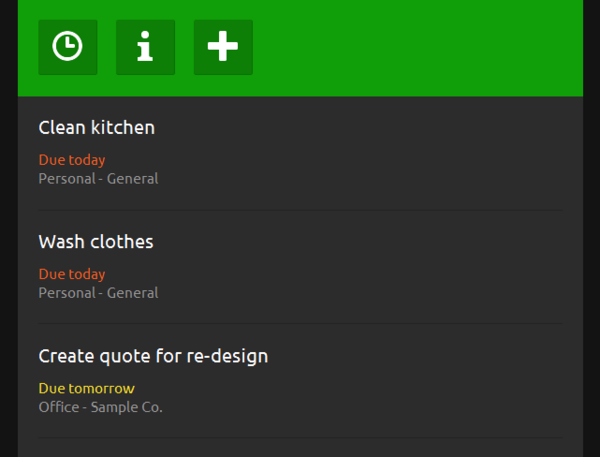 Clean kitchen
Due today
Personal - General
Wash clothes
Due today
Personal - General
Create quote for re-design
Due tomorrow
Office - Sample Co.